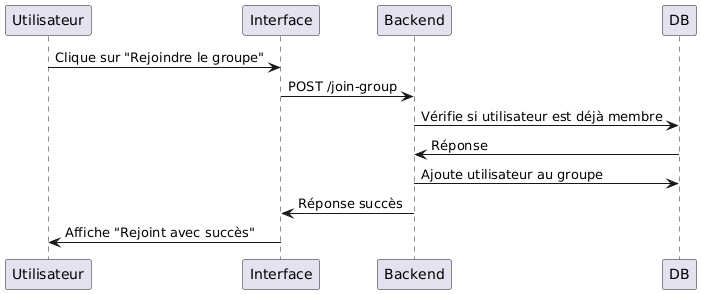 Utilisateur Interface Backend DB
Clique sur "Rejoindre le groupe"
POST /join-group
Vérifie si utilisateur est déjà membre
Réponse
Ajoute utilisateur au groupe
Réponse succès
Affiche "Rejoint avec succès"
Utilisateur Interface Backend DB